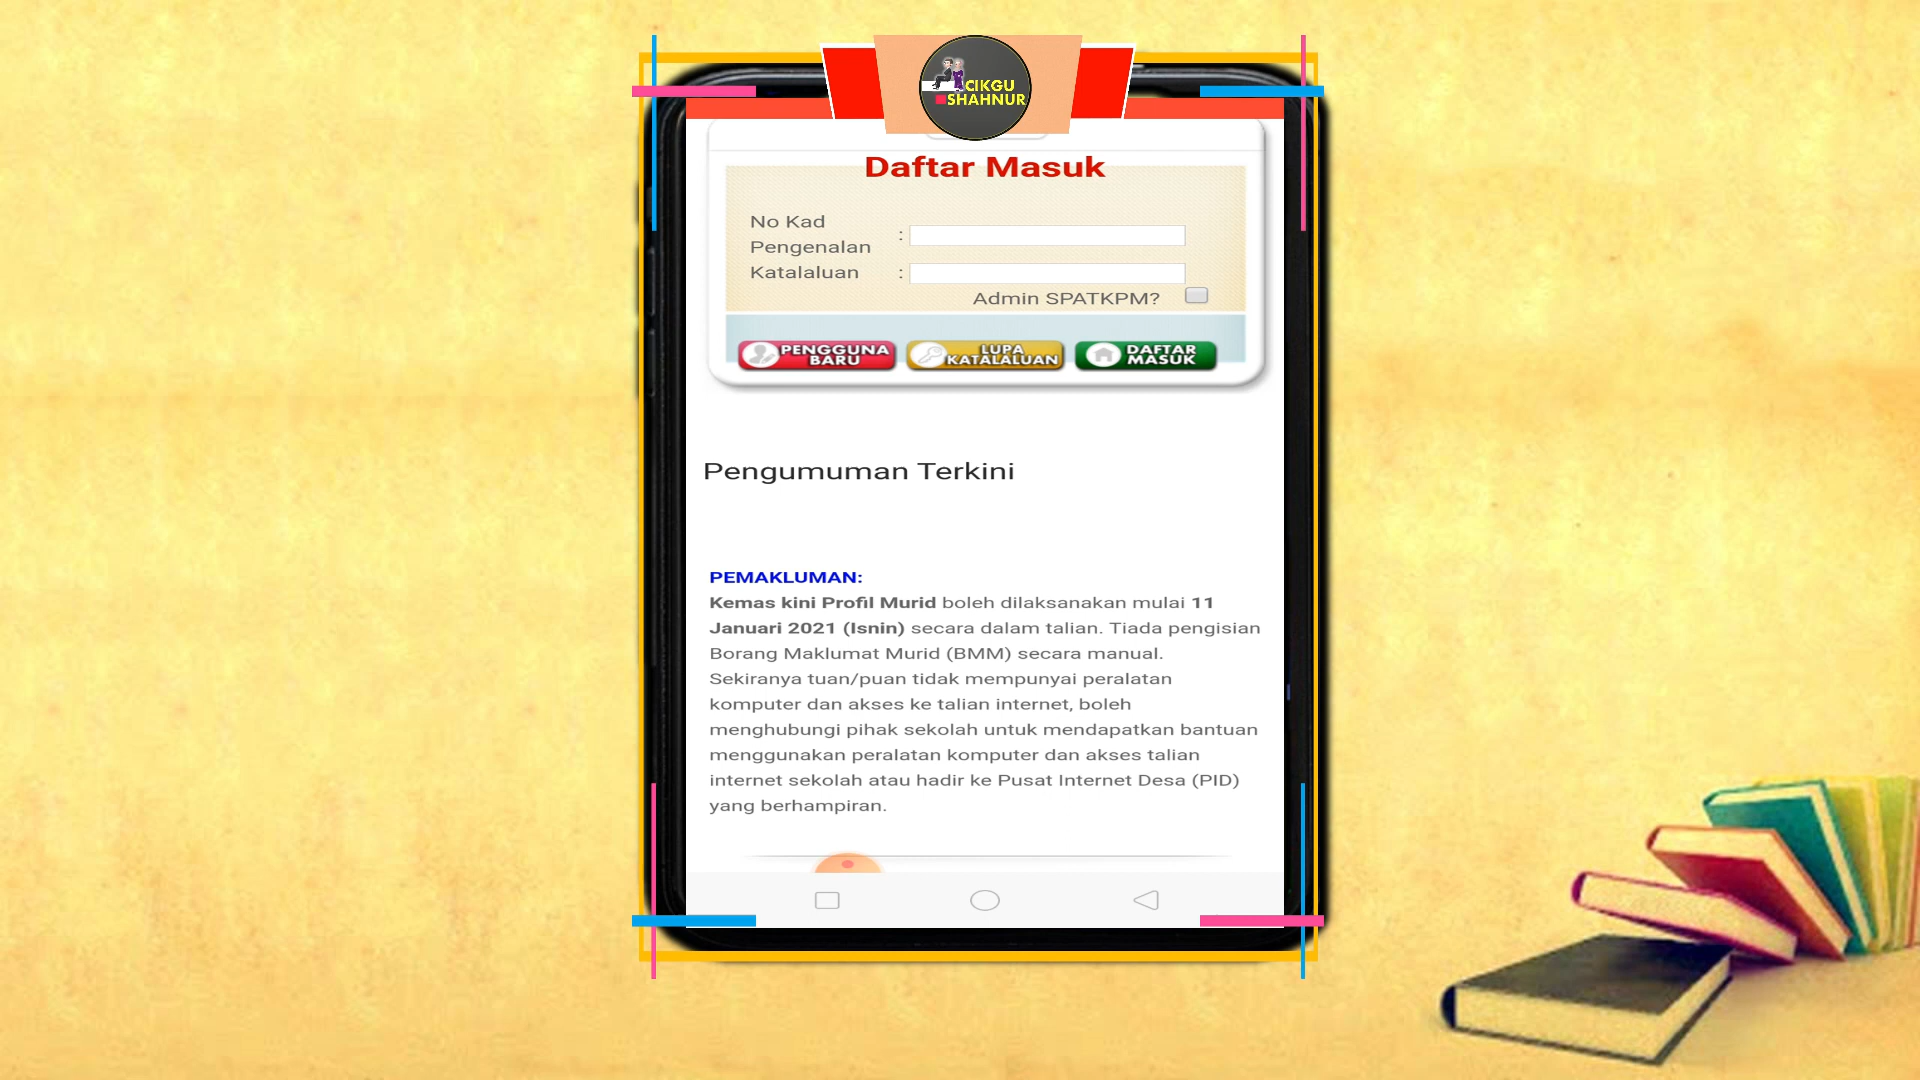 CIKGU
SHAHNUR
Daftar Masuk
No Kad
Pengenalan :
Katalaluan :
Admin SPATKPM?
PENGGUNA BARU
LUPA KATALALUAN
DAFTAR MASUK
Pengumuman Terkini
PEMAKLUMAN:
Kemas kini Profil Murid boleh dilaksanakan mulai 11
Januari 2021 (Isnin) secara dalam talian. Tiada pengisian
Borang Maklumat Murid (BMM) secara manual.
Sekiranya tuan/puan tidak mempunyai peralatan
komputer dan akses ke talian internet, boleh
menghubungi pihak sekolah untuk mendapatkan bantuan
menggunakan peralatan komputer dan akses talian
internet sekolah atau hadir ke Pusat Internet Desa (PID)
yang berhampiran.